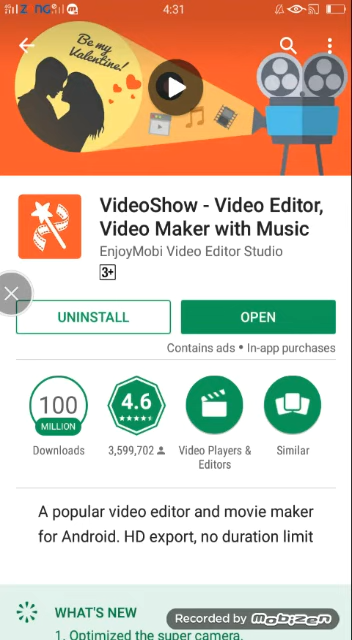 ZONG
4:31
Be my
Valentine!
VideoShow - Video Editor,
Video Maker with Music
EnjoyMobi Video Editor Studio
3+
UNINSTALL
OPEN
Contains ads • In-app purchases
100
MILLION
4.6
Downloads
3,599,702
Video Players &
Editors
Similar
A popular video editor and movie maker
for Android. HD export, no duration limit
WHAT'S NEW
Recorded by mobizen
1. Optimized the super camera.